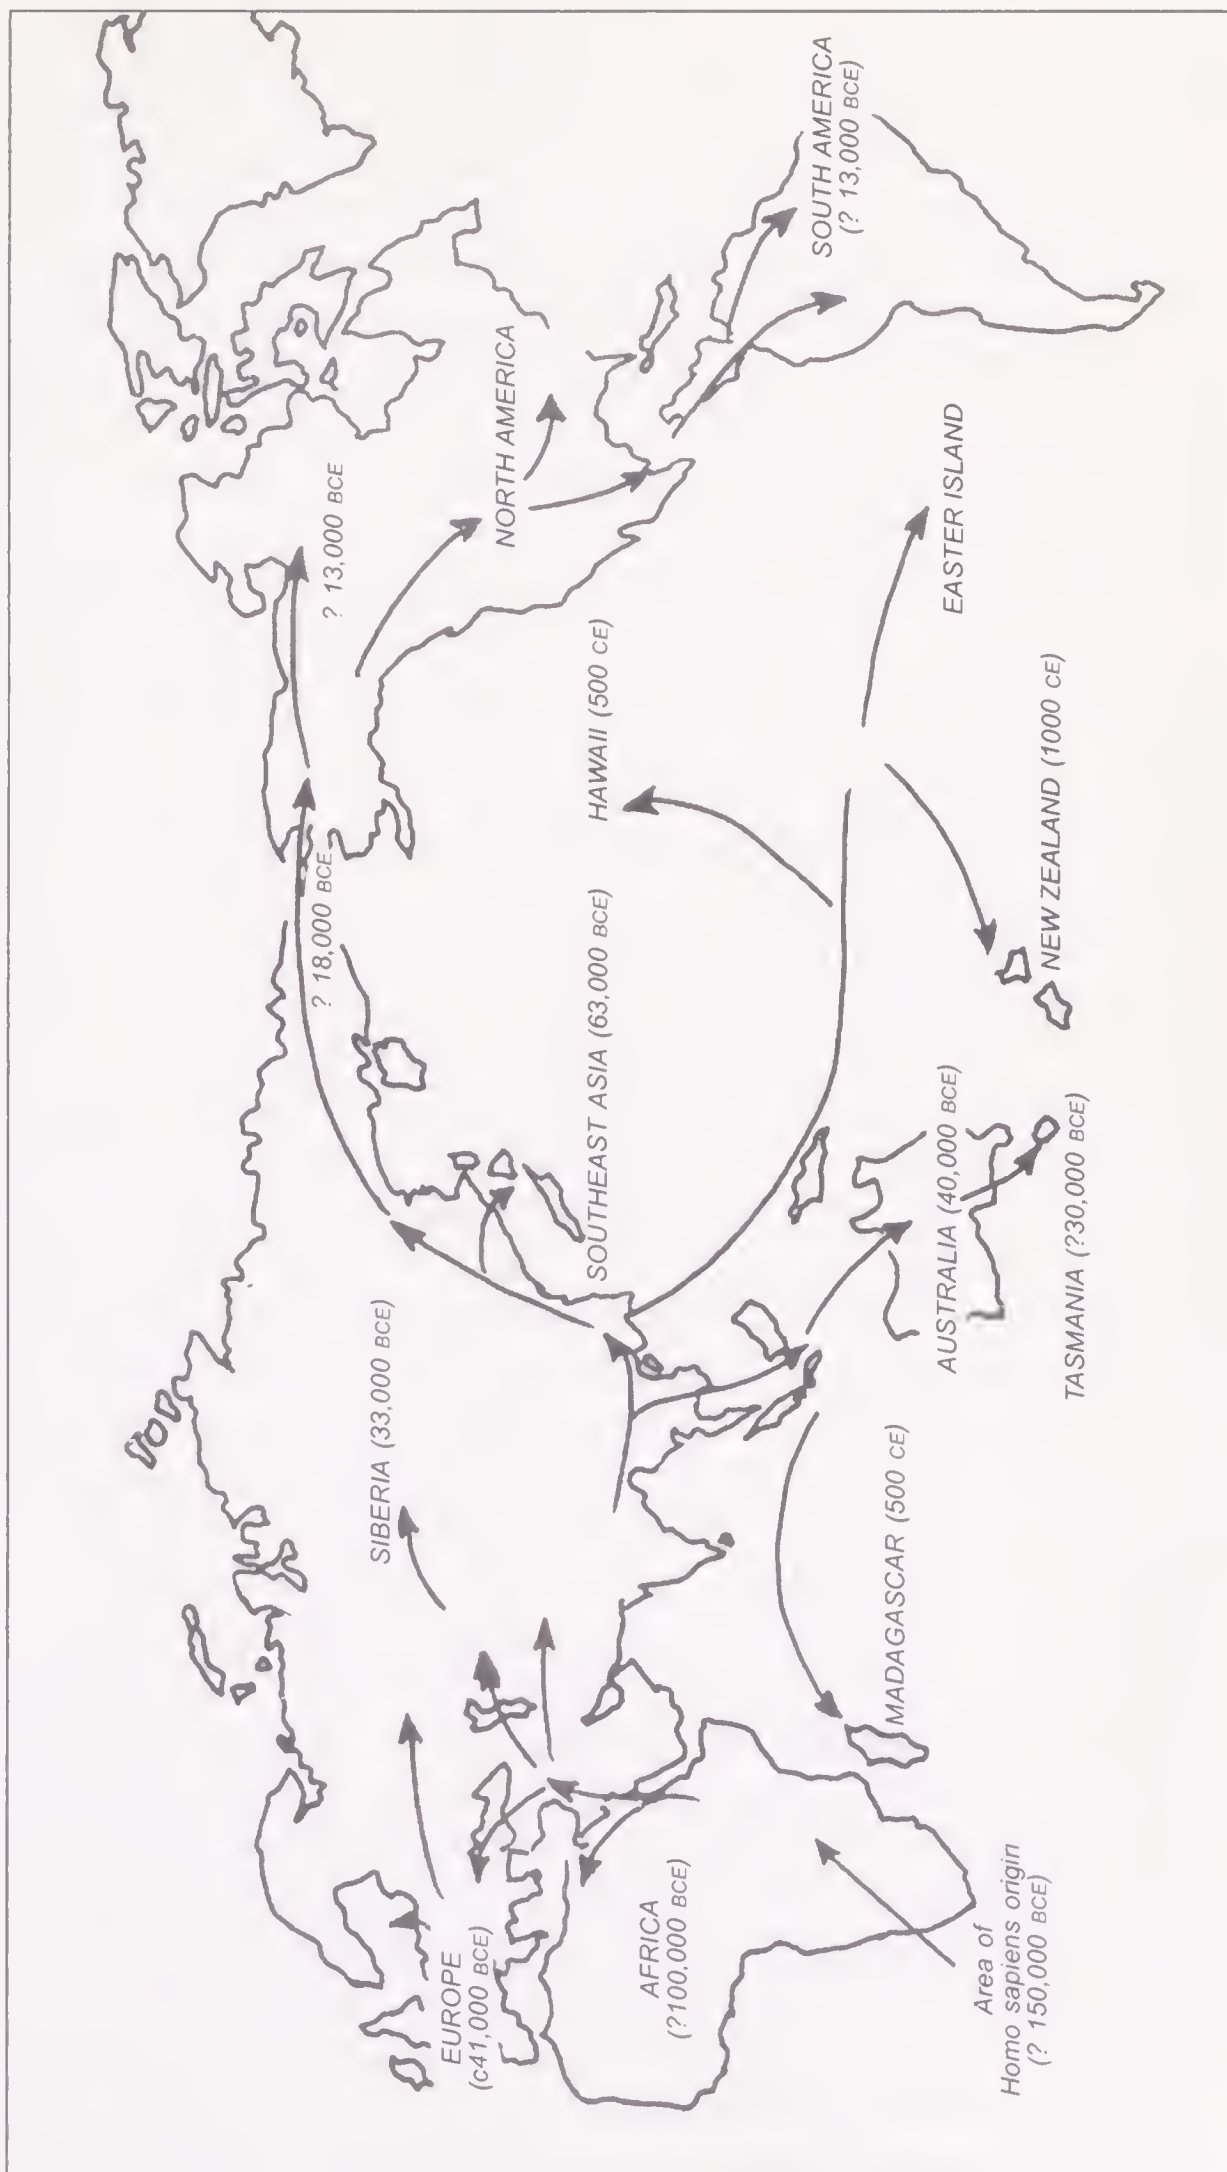 EUROPE
(c41,000 BCE)
AFRICA
(?100,000 BCE)
Area of
Homo sapiens origin
(? 150,000 BCE)
SIBERIA (33,000 BCE)
MADAGASCAR (500 CE)
SOUTHEAST ASIA (63,000 BCE)
AUSTRALIA (40,000 BCE)
TASMANIA (?30,000 BCE)
? 18,000 BCE
HAWAII (500 CE)
NEW ZEALAND (1000 CE)
? 13,000 BCE
NORTH AMERICA
EASTER ISLAND
SOUTH AMERICA
(? 13,000 BCE)